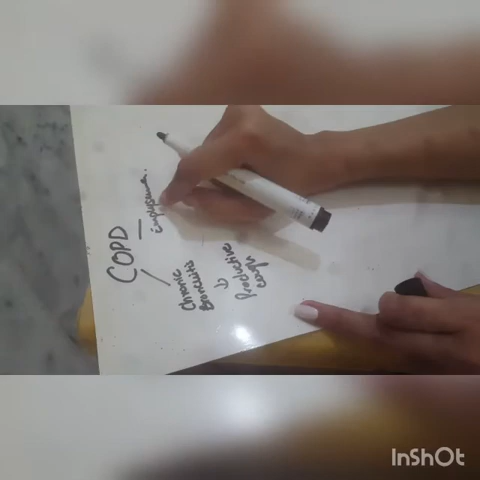 COPD
Chronic
Bronchitis
Productive
Cough
Emphysema.
InShOt